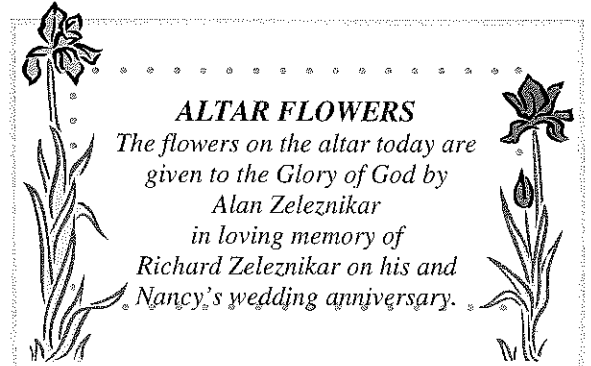 ALTAR FLOWERS
The flowers on the altar today are
given to the Glory of God by
Alan Zeleznikar
in loving memory of
Richard Zeleznikar on his and
Nancy's wedding anniversary.